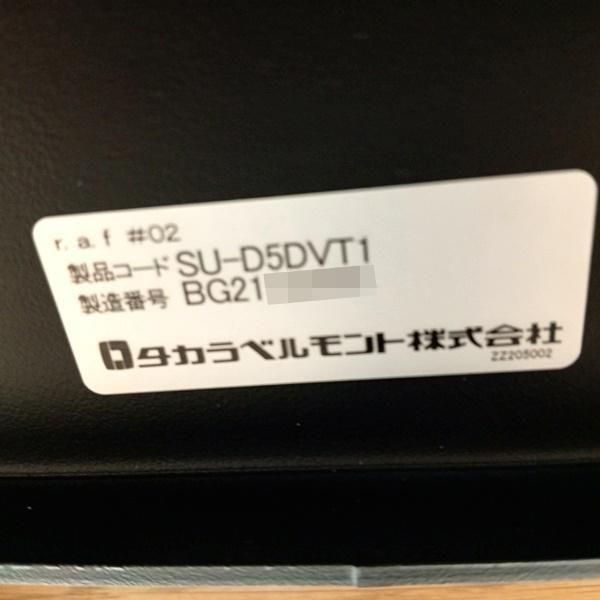 r.a.f #02
製品コード SU-D5DVT1
製造番号 BG21
タカラベルモント株式会社
ZZ205002